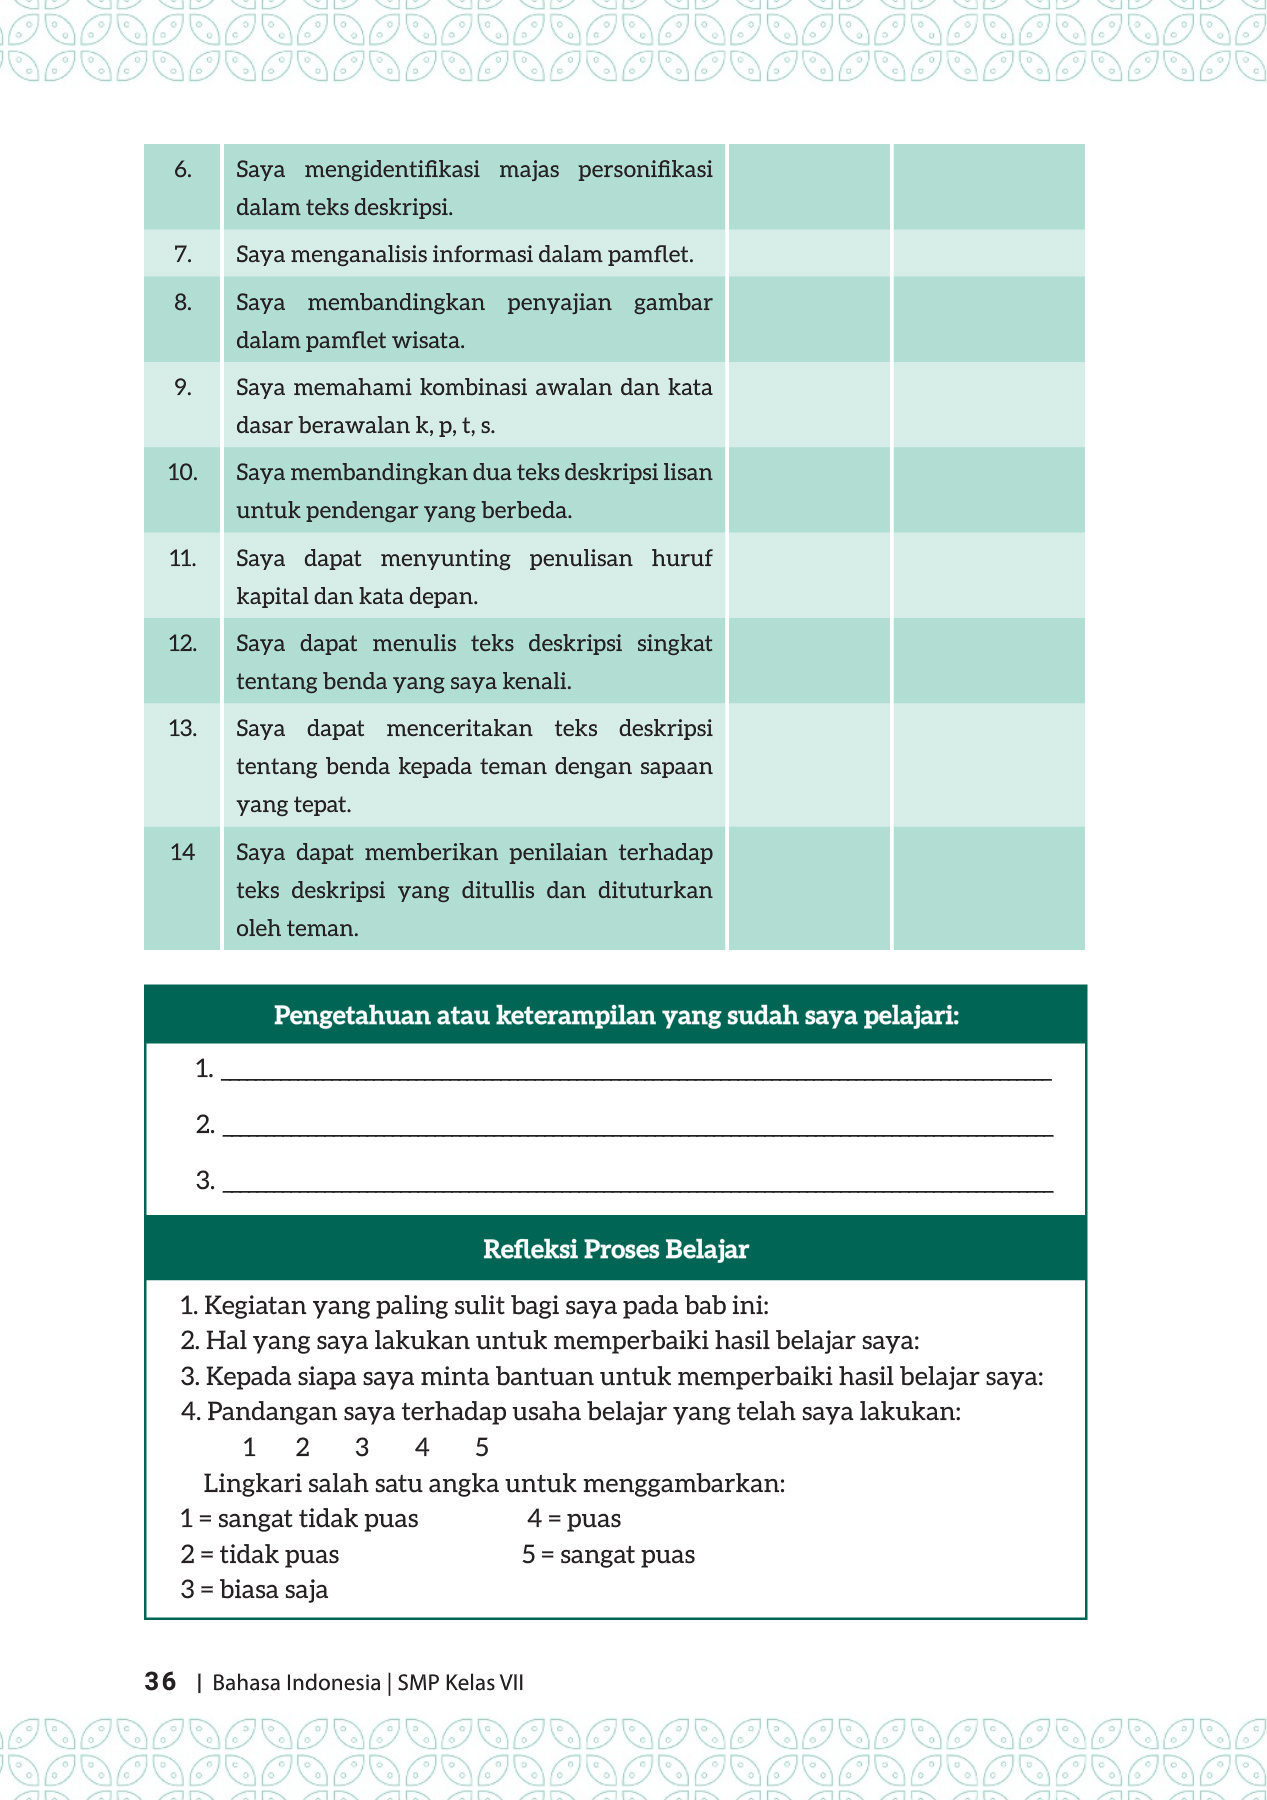 6. Saya mengidentifikasi majas personifikasi
dalam teks deskripsi.
7. Saya menganalisis informasi dalam pamflet.
8. Saya membandingkan penyajian gambar
dalam pamflet wisata.
9. Saya memahami kombinasi awalan dan kata
dasar berawalan k, p, t, s.
10. Saya membandingkan dua teks deskripsi lisan
untuk pendengar yang berbeda.
11. Saya dapat menyunting penulisan huruf
kapital dan kata depan.
12. Saya dapat menulis teks deskripsi singkat
tentang benda yang saya kenali.
13. Saya dapat menceritakan teks deskripsi
tentang benda kepada teman dengan sapaan
yang tepat.
14 Saya dapat memberikan penilaian terhadap
teks deskripsi yang ditullis dan dituturkan
oleh teman.
Pengetahuan atau keterampilan yang sudah saya pelajari:
1.
2.
3.
Refleksi Proses Belajar
1. Kegiatan yang paling sulit bagi saya pada bab ini:
2. Hal yang saya lakukan untuk memperbaiki hasil belajar saya:
3. Kepada siapa saya minta bantuan untuk memperbaiki hasil belajar saya:
4. Pandangan saya terhadap usaha belajar yang telah saya lakukan:
1 2 3 4 5
Lingkari salah satu angka untuk menggambarkan:
1 = sangat tidak puas 4 = puas
2 = tidak puas 5 = sangat puas
3 = biasa saja
36 | Bahasa Indonesia | SMP Kelas VII